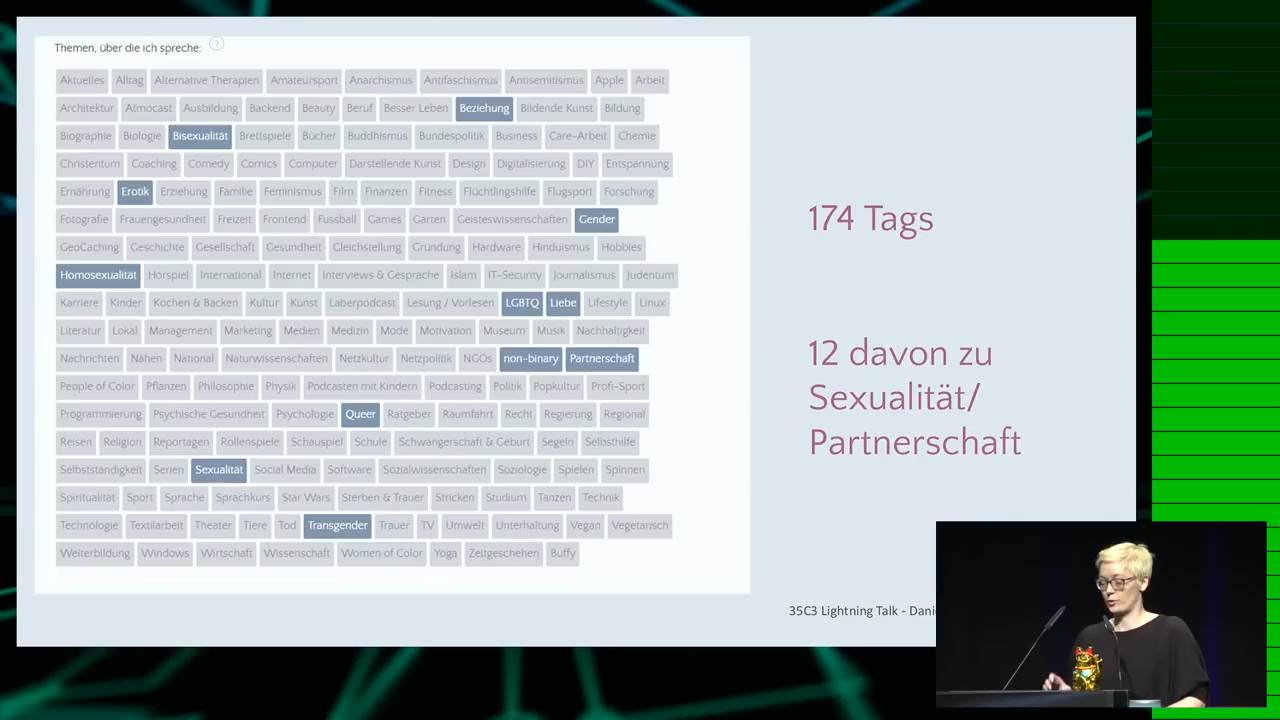 Themen, über die ich spreche: ?
Aktuelles Alltag Alternative Therapien Amateursport Anarchismus Antifaschismus Antisemitismus Apple Arbeit
Architektur Atmocast Ausbildung Backend Beauty Beruf Besser Leben Beziehung Bildende Kunst Bildung
Biographie Biologie Bisexualität Brettspiele Bücher Buddhismus Bundespolitik Business Care-Arbeit Chemie
Christentum Coaching Comedy Comics Computer Darstellende Kunst Design Digitalisierung DIY Entspannung
Ernährung Erotik Erziehung Familie Feminismus Film Finanzen Fitness Flüchtlingshilfe Flugsport Forschung
Fotografie Frauengesundheit Freizeit Frontend Fussball Games Garten Geisteswissenschaften Gender
GeoCaching Geschichte Gesellschaft Gesundheit Gleichstellung Gründung Hardware Hinduismus Hobbies
Homosexualität Hörspiel International Internet Interviews & Gespräche Islam IT-Security Journalismus Judentum
Karriere Kinder Kochen & Backen Kultur Kunst Laberpodcast Lesung / Vorlesen LGBTQ Liebe Lifestyle Linux
Literatur Lokal Management Marketing Medien Medizin Mode Motivation Museum Musik Nachhaltigkeit
Nachrichten Nähen National Naturwissenschaften Netzkultur Netzpolitik NGOs non-binary Partnerschaft
People of Color Pflanzen Philosophie Physik Podcasten mit Kindern Podcasting Politik Popkultur Profi-Sport
Programmierung Psychische Gesundheit Psychologie Queer Ratgeber Raumfahrt Recht Regierung Regional
Reisen Religion Reportagen Rollenspiele Schauspiel Schule Schwangerschaft & Geburt Segeln Selbsthilfe
Selbstständigkeit Serien Sexualität Social Media Software Sozialwissenschaften Soziologie Spielen Spinnen
Spiritualität Sport Sprache Sprachkurs Star Wars Sterben & Trauer Stricken Studium Tanzen Technik
Technologie Textilarbeit Theater Tiere Tod Transgender Trauer TV Umwelt Unterhaltung Vegan Vegetarisch
Weiterbildung Windows Wirtschaft Wissenschaft Women of Color Yoga Zeitgeschehen Buffy
174 Tags
12 davon zu
Sexualität/
Partnerschaft
35C3 Lightning Talk -